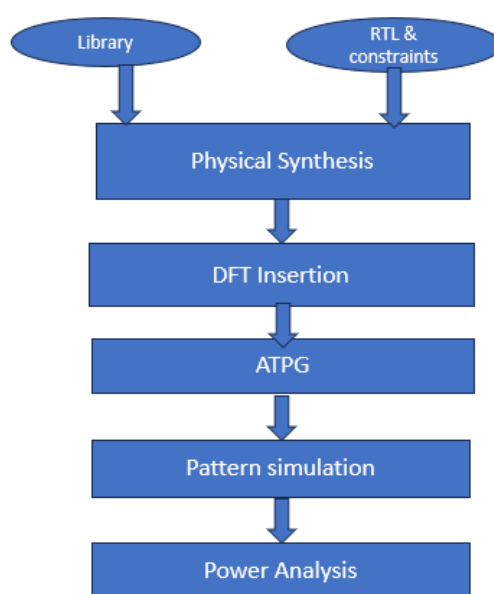 Library
RTL &
constraints
Physical Synthesis
DFT Insertion
ATPG
Pattern simulation
Power Analysis